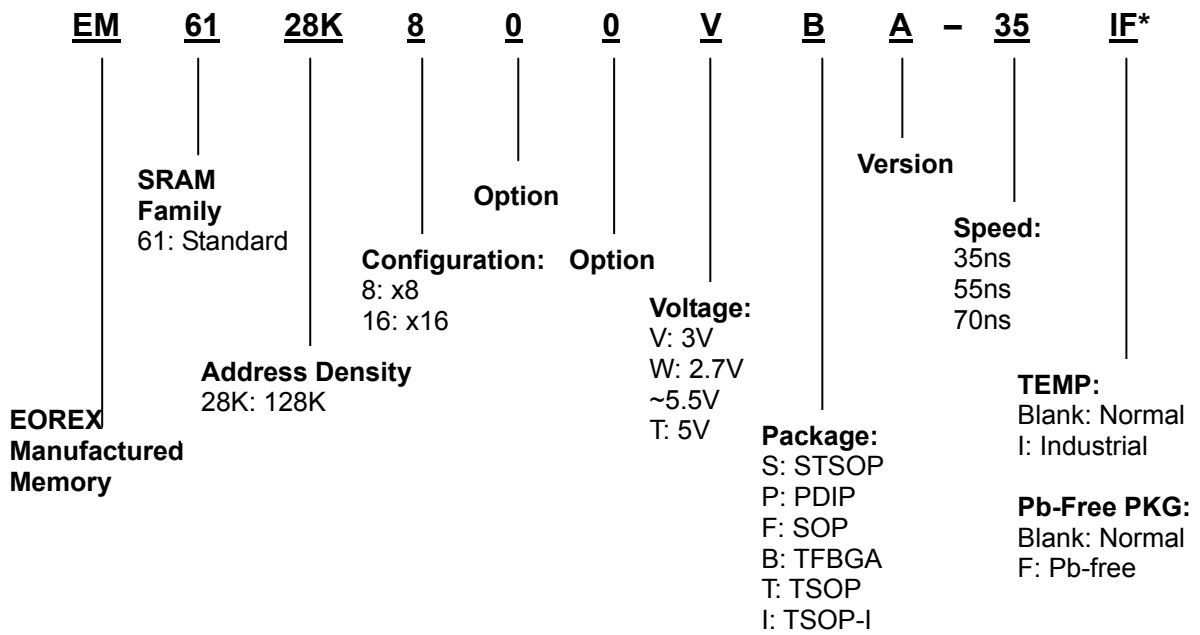 EM 61 28K 8 0 0 V B A – 35 IF*
EOREX
Manufactured
Memory
SRAM
Family
61: Standard
Address Density
28K: 128K
Configuration:
8: x8
16: x16
Option
Option
Voltage:
V: 3V
W: 2.7V
~5.5V
T: 5V
Package:
S: STSOP
P: PDIP
F: SOP
B: TFBGA
T: TSOP
I: TSOP-I
Version
Speed:
35ns
55ns
70ns
TEMP:
Blank: Normal
I: Industrial
Pb-Free PKG:
Blank: Normal
F: Pb-free